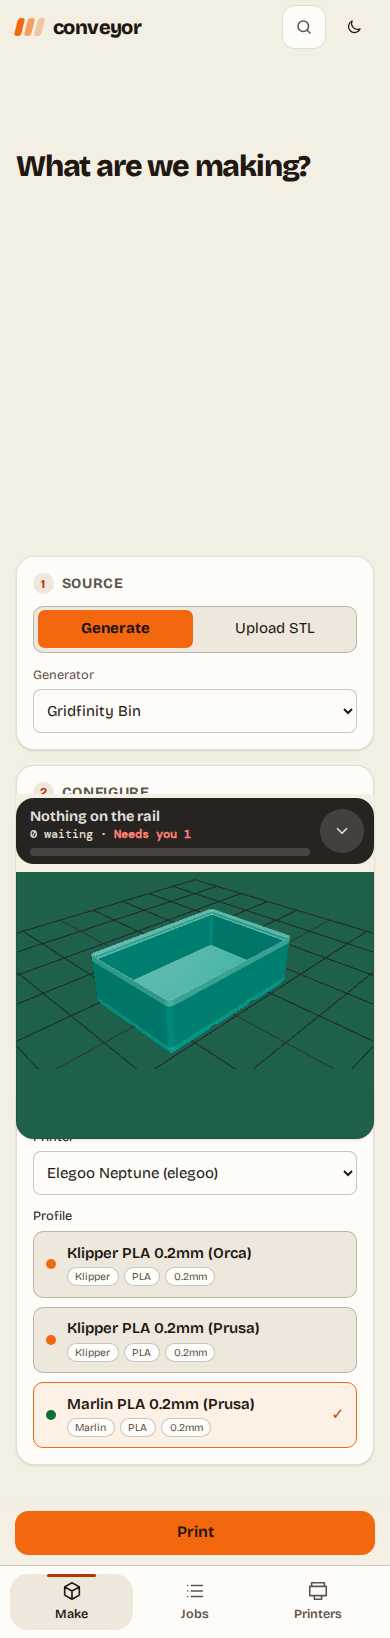 conveyor
What are we making?
1 SOURCE
Generate
Upload STL
Generator
Gridfinity Bin
2 CONFIGURE
Nothing on the rail
0 waiting · Needs you 1
Printer
Elegoo Neptune (elegoo)
Profile
Klipper PLA 0.2mm (Orca)
Klipper PLA 0.2mm
Klipper PLA 0.2mm (Prusa)
Klipper PLA 0.2mm
Marlin PLA 0.2mm (Prusa)
✓
Marlin PLA 0.2mm
Print
Make
Jobs
Printers